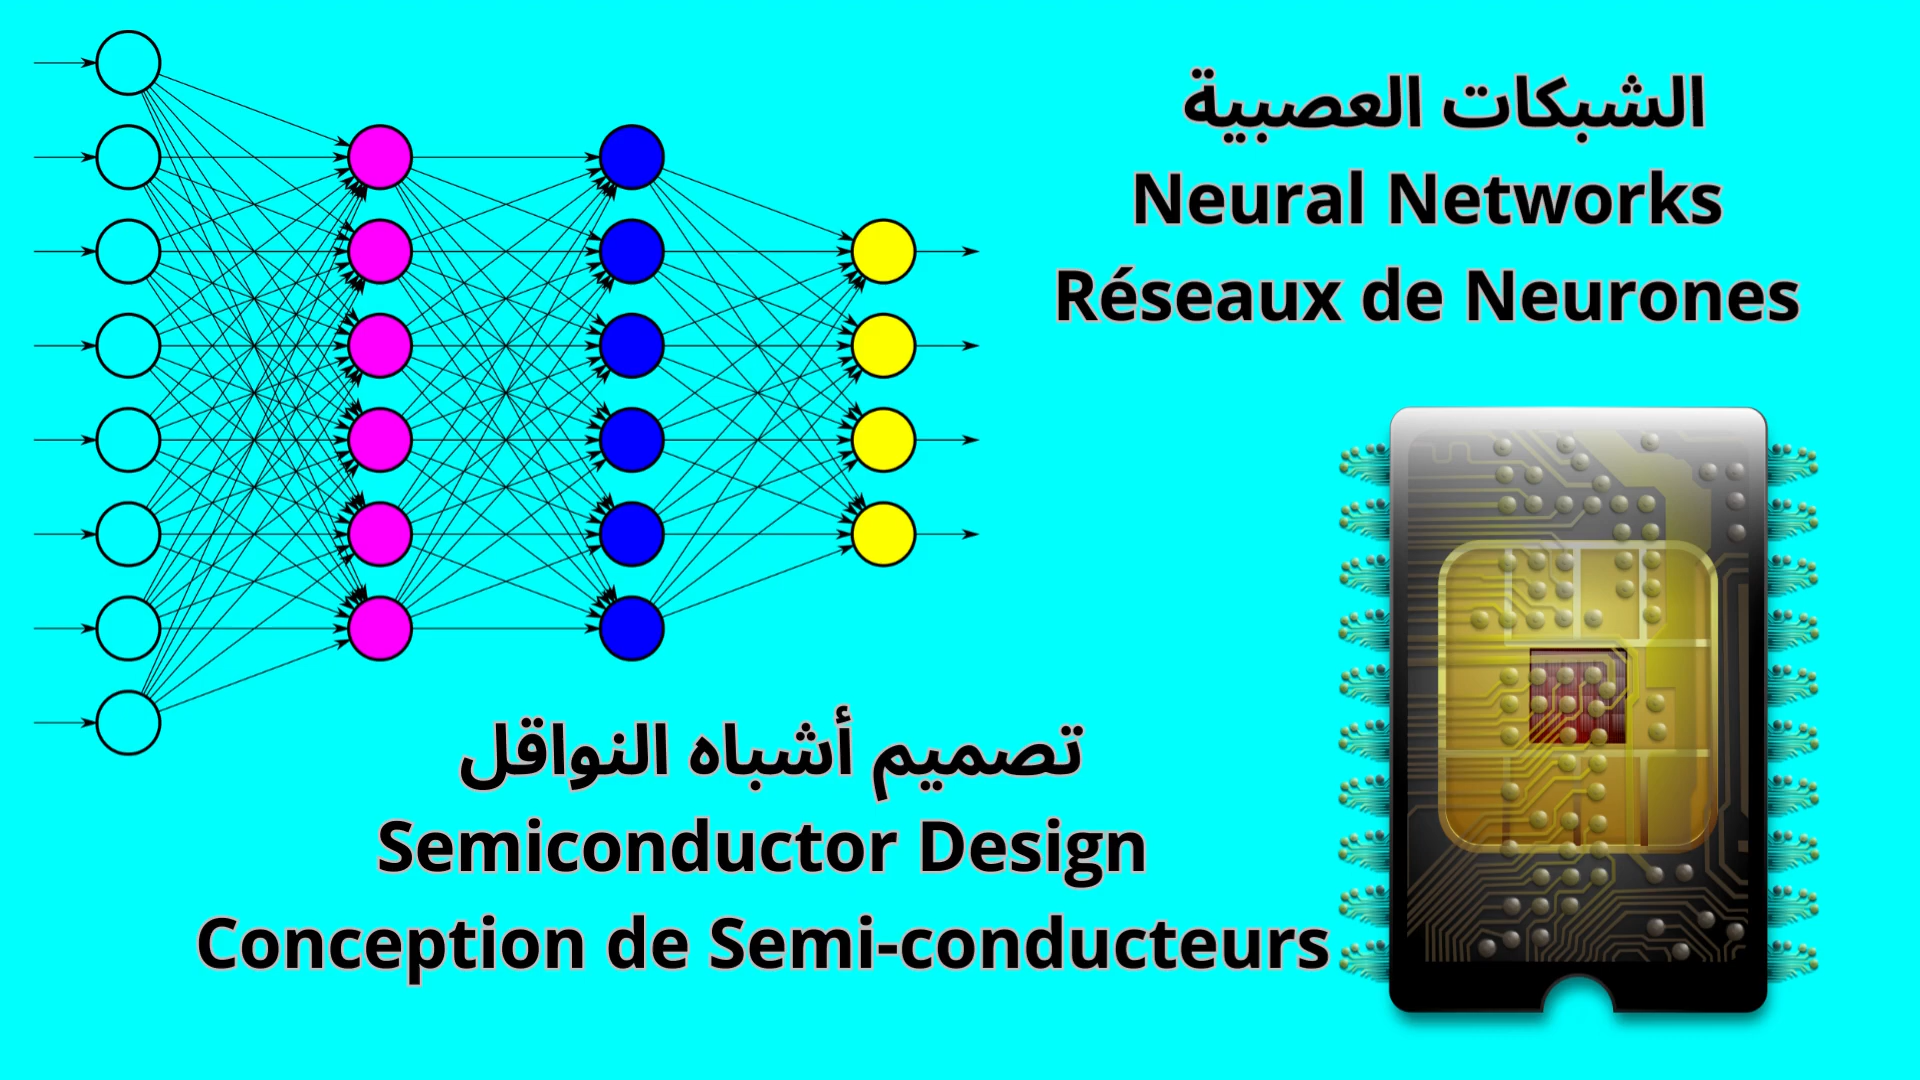 الشبكات العصبية
Neural Networks
Réseaux de Neurones
تصميم أشباه النواقل
Semiconductor Design
Conception de Semi-conducteurs